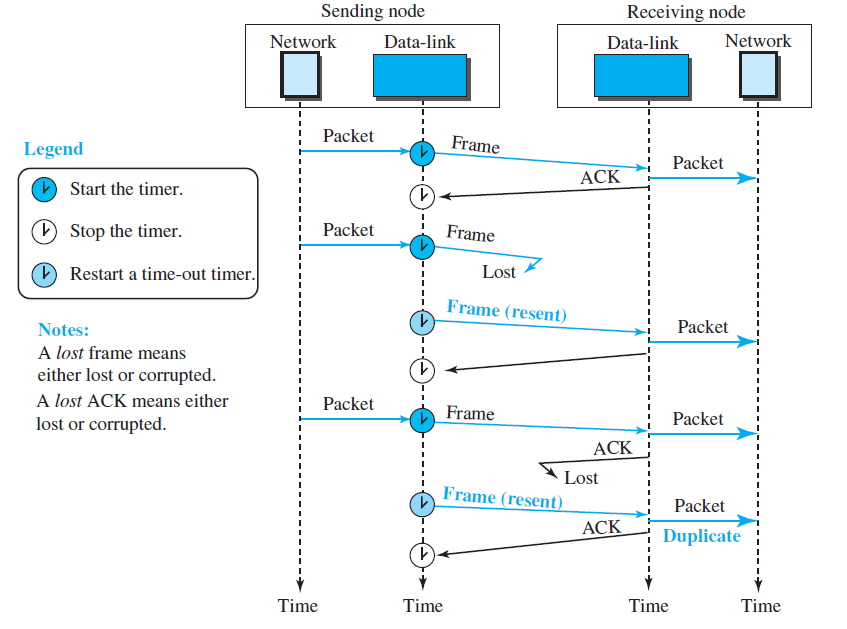 Sending node
Receiving node
Network
Data-link
Data-link
Network
Packet
Frame
Packet
ACK
Legend
Start the timer.
Stop the timer.
Restart a time-out timer.
Packet
Frame
Lost
Frame (resent)
Packet
Notes:
A lost frame means
either lost or corrupted.
A lost ACK means either
lost or corrupted.
Packet
Frame
Packet
ACK
Lost
Frame (resent)
Packet
ACK
Duplicate
Time
Time
Time
Time